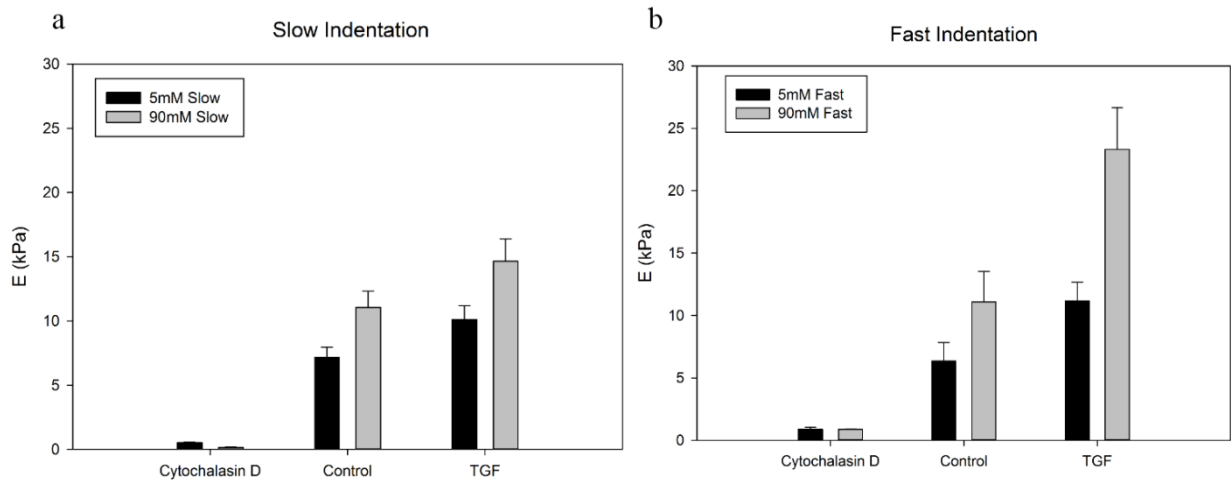 a
Slow Indentation
30
25
20
15
10
5
0
E (kPa)
5mM Slow
90mM Slow
Cytochalasin D
Control
TGF
b
Fast Indentation
30
25
20
15
10
5
0
E (kPa)
5mM Fast
90mM Fast
Cytochalasin D
Control
TGF